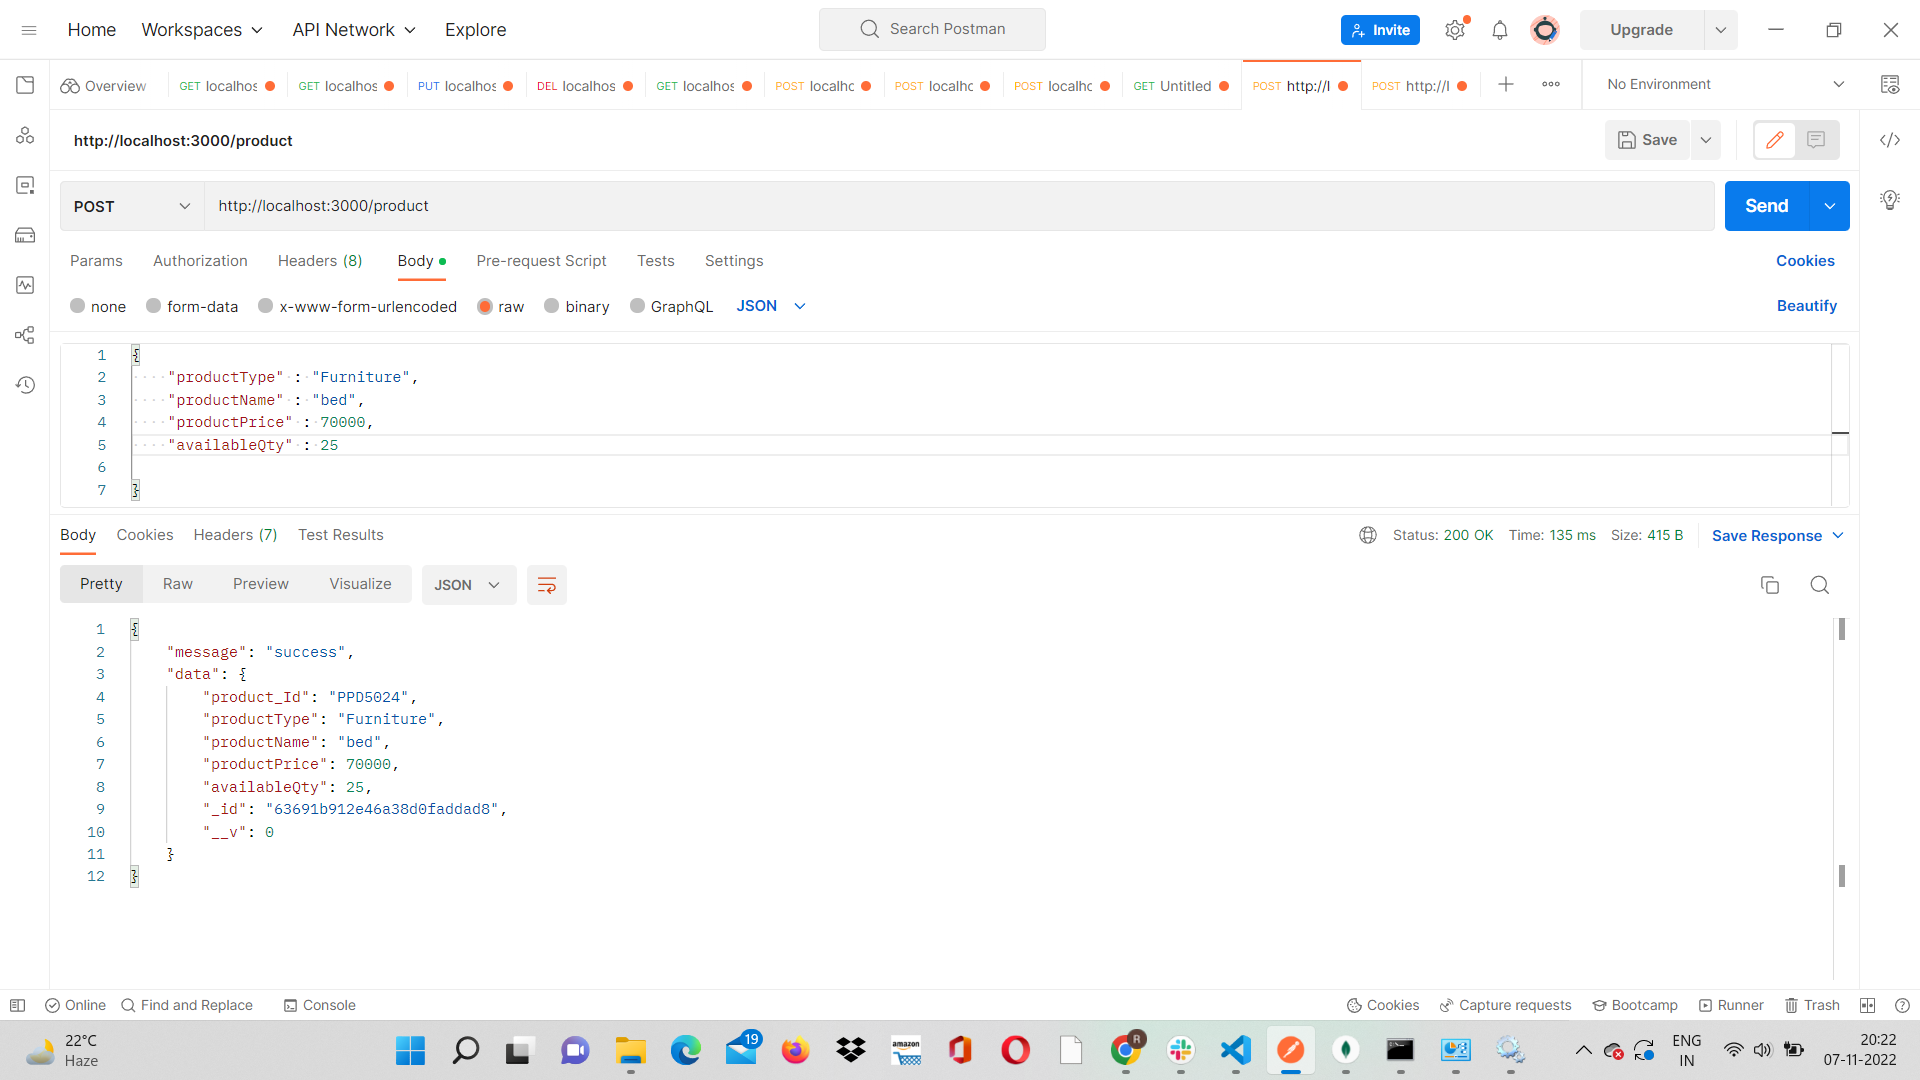 Home Workspaces API Network Explore Search Postman Invite Upgrade
Overview GET localhos GET localhos PUT localhos DEL localhos GET localhos POST localhc POST localhc POST localhc GET Untitled POST http://l POST http://l No Environment
http://localhost:3000/product Save
POST http://localhost:3000/product Send
Params Authorization Headers (8) Body Pre-request Script Tests Settings Cookies
none form-data x-www-form-urlencoded raw binary GraphQL JSON Beautify
1 {
2 "productType" : "Furniture",
3 "productName" : "bed",
4 "productPrice" : 70000,
5 "availableQty" : 25
6
7 }
Body Cookies Headers (7) Test Results Status: 200 OK Time: 135 ms Size: 415 B Save Response
Pretty Raw Preview Visualize JSON
1 {
2 "message": "success",
3 "data": {
4 "product_Id": "PPD5024",
5 "productType": "Furniture",
6 "productName": "bed",
7 "productPrice": 70000,
8 "availableQty": 25,
9 "_id": "63691b912e46a38d0faddad8",
10 "__v": 0
11 }
12 }
Online Find and Replace Console Cookies Capture requests Bootcamp Runner Trash
22°C
Haze
19
amazon
R
ENG
IN
20:22
07-11-2022